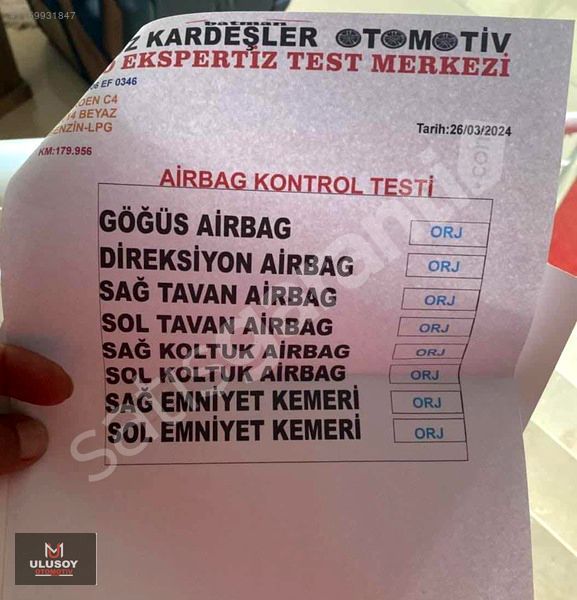 59931847
batman
Z KARDEŞLER OTOMOTİV
EKSPERTİZ TEST MERKEZİ
EF 0346
C4
BEYAZ
LPG
Tarih:26/03/2024
KM:179.956
AİRBAG KONTROL TESTİ
GÖĞÜS AİRBAG ORJ
DİREKSİYON AİRBAG ORJ
SAĞ TAVAN AİRBAG ORJ
SOL TAVAN AİRBAG ORJ
SAĞ KOLTUK AİRBAG ORJ
SOL KOLTUK AİRBAG ORJ
SAĞ EMNİYET KEMERİ ORJ
SOL EMNİYET KEMERİ ORJ
ULUSOY
OTOMOTİV